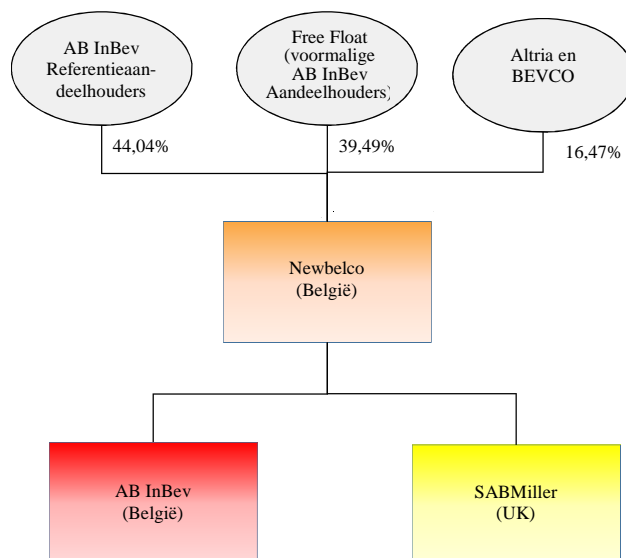 AB InBev
Referentieaan-
deelhouders
Free Float
(voormalige
AB InBev
Aandeelhouders)
Altria en
BEVCO
44,04%
39,49%
16,47%
Newbelco
(België)
AB InBev
(België)
SABMiller
(UK)